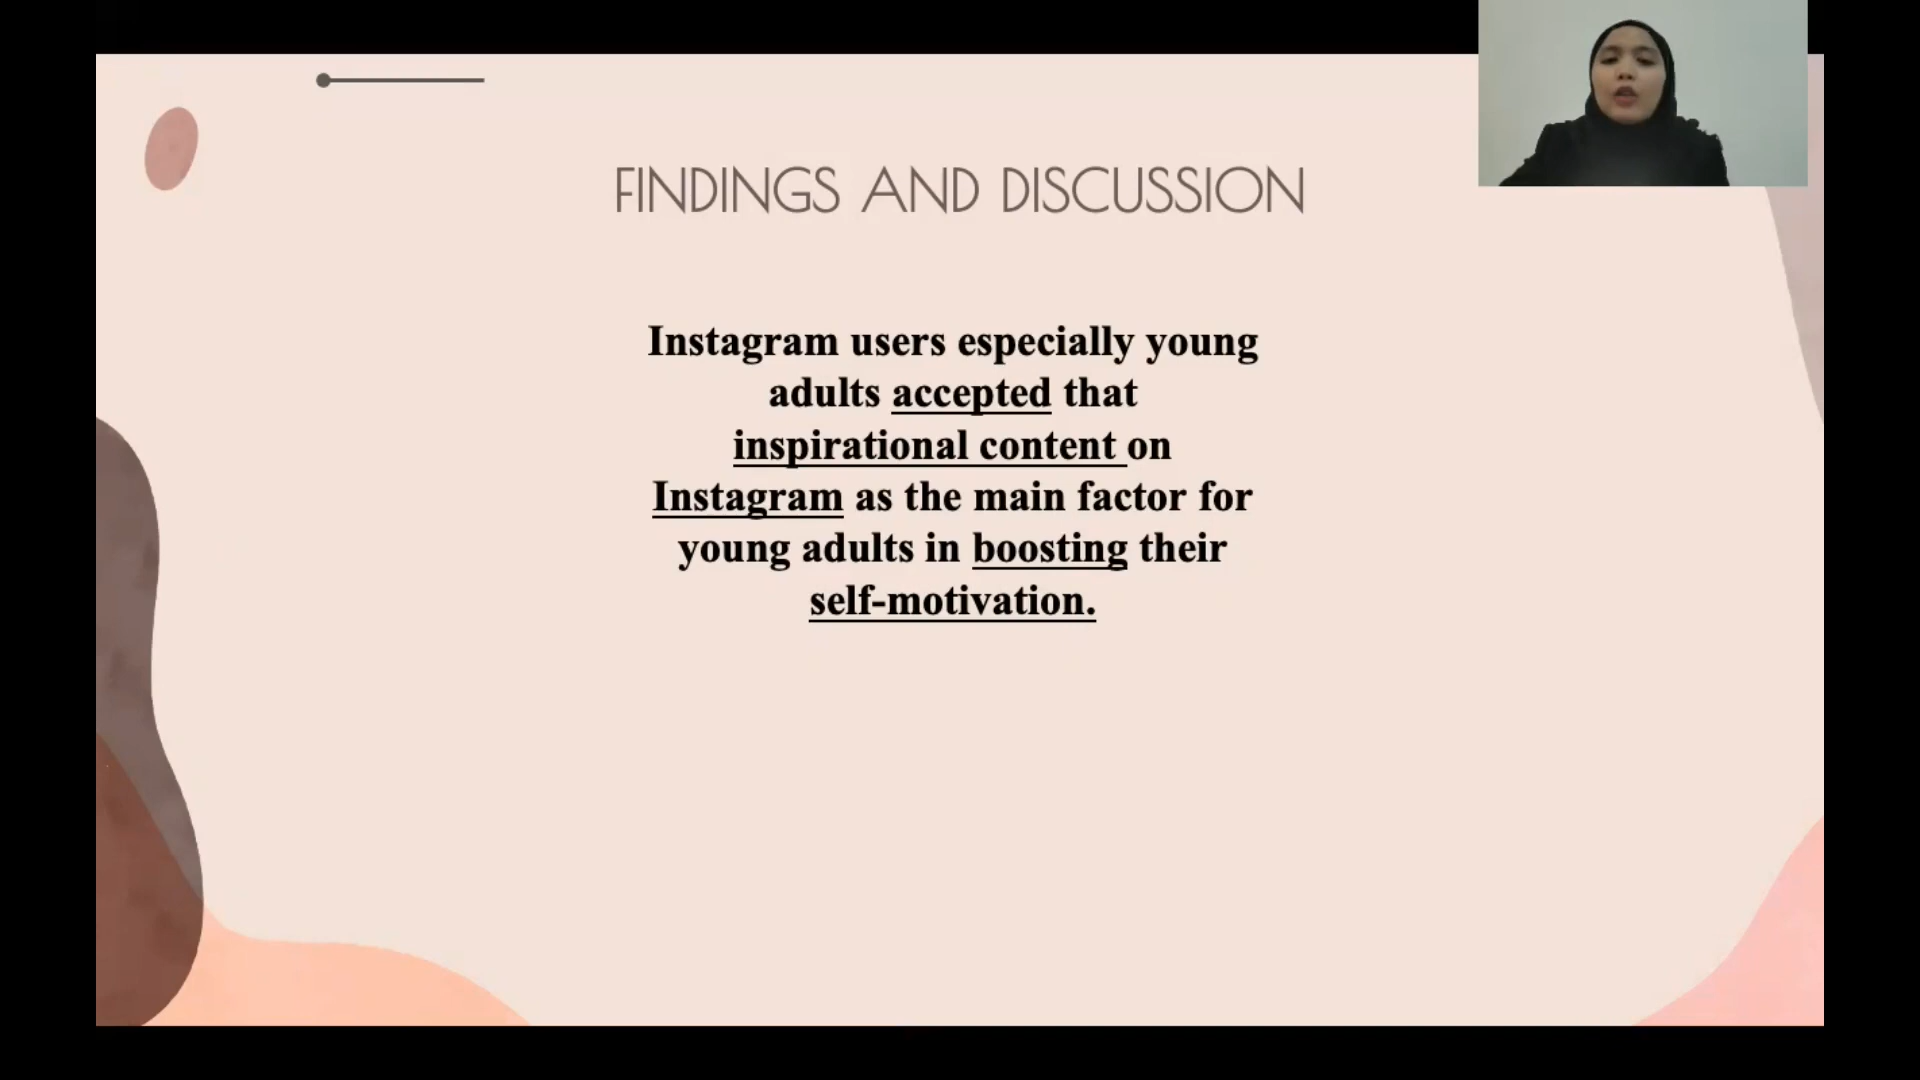 FINDINGS AND DISCUSSION
Instagram users especially young
adults accepted that
inspirational content on
Instagram as the main factor for
young adults in boosting their
self-motivation.